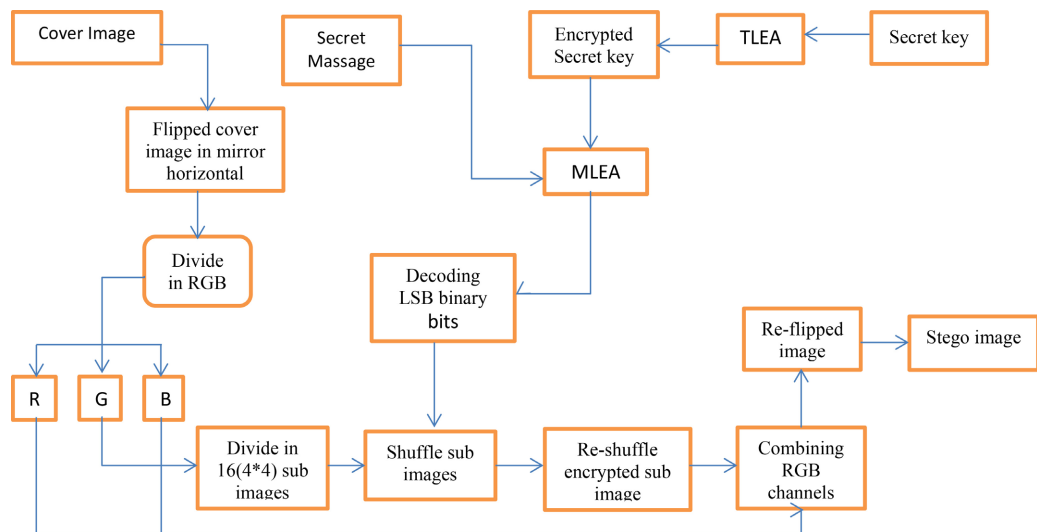 Cover Image
Secret
Massage
Encrypted
Secret key
TLEA
Secret key
Flipped cover
image in mirror
horizontal
MLEA
Divide
in RGB
Decoding
LSB binary
bits
Re-flipped
image
Stego image
R
G
B
Divide in
16(4*4) sub
images
Shuffle sub
images
Re-shuffle
encrypted sub
image
Combining
RGB
channels